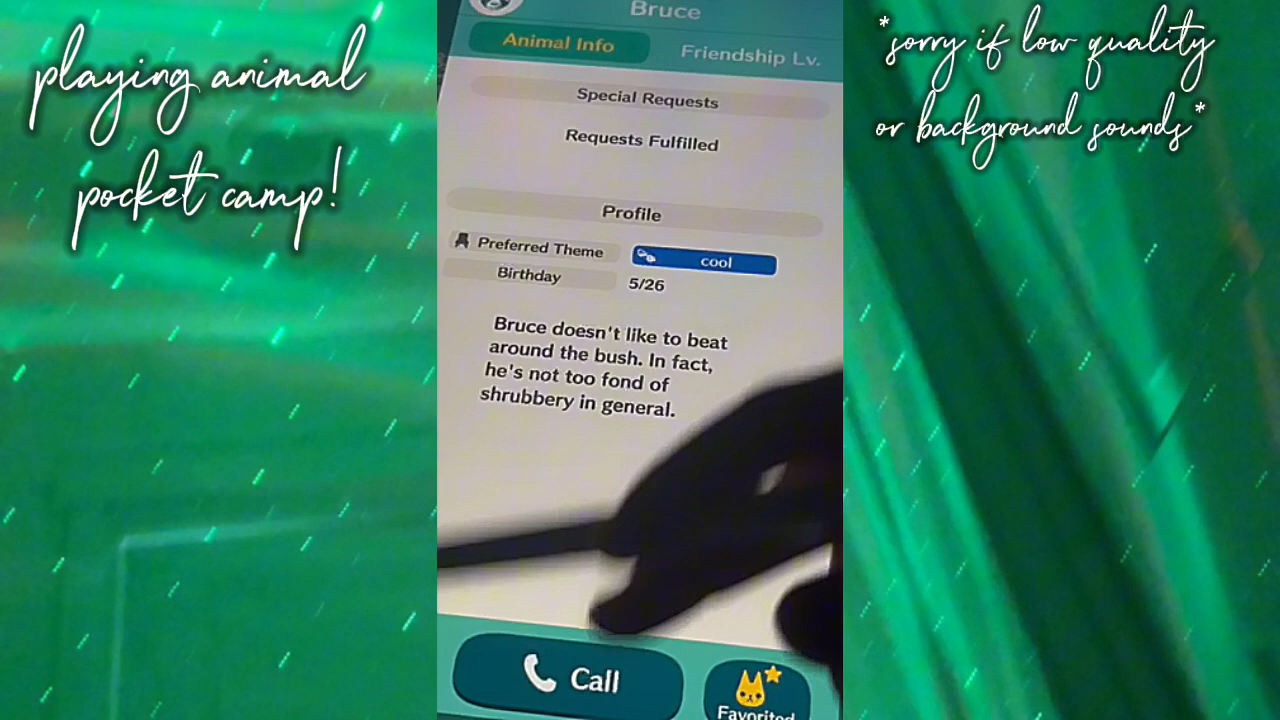 playing animal
pocket camp!
*sorry if low quality
or background sounds*
Bruce
Animal Info
Friendship Lv.
Special Requests
Requests Fulfilled
Profile
Preferred Theme
cool
Birthday
5/26
Bruce doesn't like to beat
around the bush. In fact,
he's not too fond of
shrubbery in general.
Call
Favorited